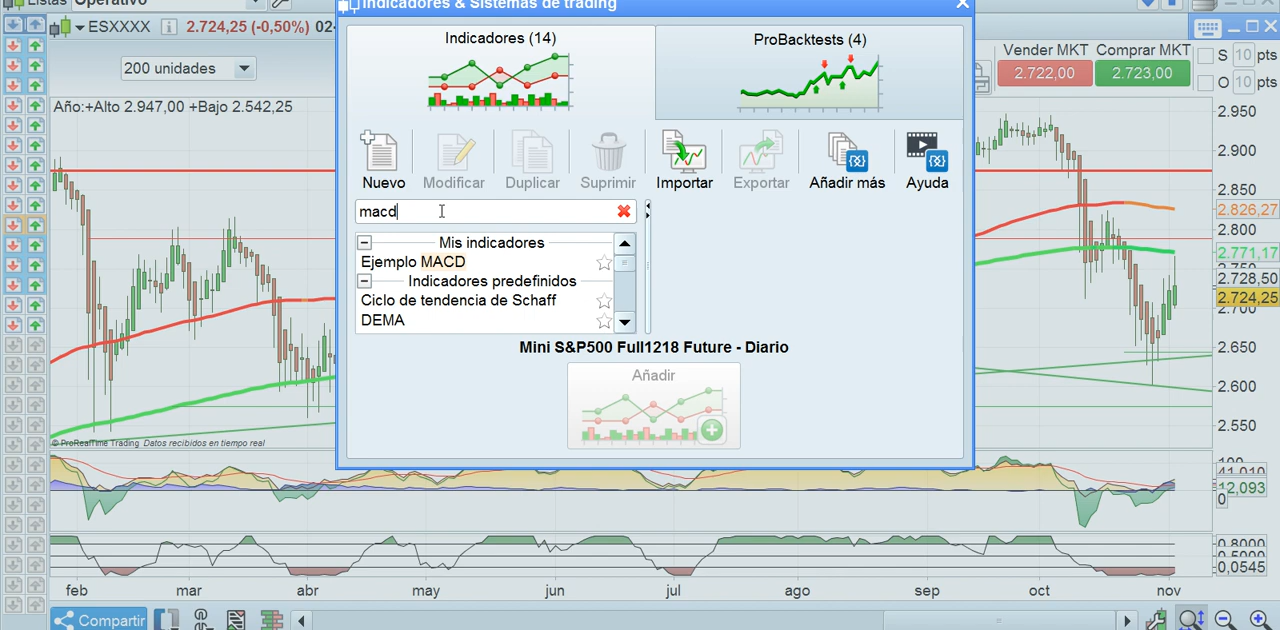 Listas Operativo
Indicadores & Sistemas de trading
ESXXXX i 2.724,25 (-0,50%) 02-
200 unidades
Año:+Alto 2.947,00 +Bajo 2.542,25
Indicadores (14)
ProBacktests (4)
Nuevo
Modificar
Duplicar
Suprimir
Importar
Exportar
Añadir más
Ayuda
macd
Mis indicadores
Ejemplo MACD
Indicadores predefinidos
Ciclo de tendencia de Schaff
DEMA
Mini S&P500 Full1218 Future - Diario
Añadir
Vender MKT Comprar MKT
2.722,00 2.723,00
S 10 pts
O 10 pts
2.950
2.900
2.850
2.826,27
2.800
2.771,17
2.750
2.728,50
2.724,25
2.700
2.650
2.600
2.550
© ProRealTime Trading Datos recibidos en tiempo real
100
41,010
12,093
0
0,8000
0,5000
0,0545
feb mar abr may jun jul ago sep oct nov
Compartir